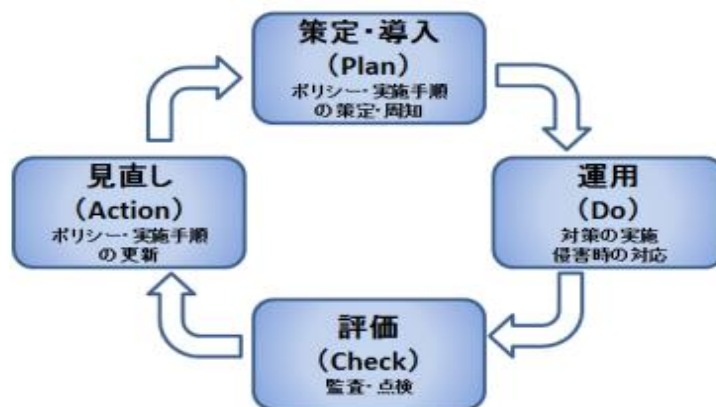 策定・導入
(Plan)
ポリシー・実施手順
の策定・周知
運用
(Do)
対策の実施
侵害時の対応
評価
(Check)
監査・点検
見直し
(Action)
ポリシー・実施手順
の更新